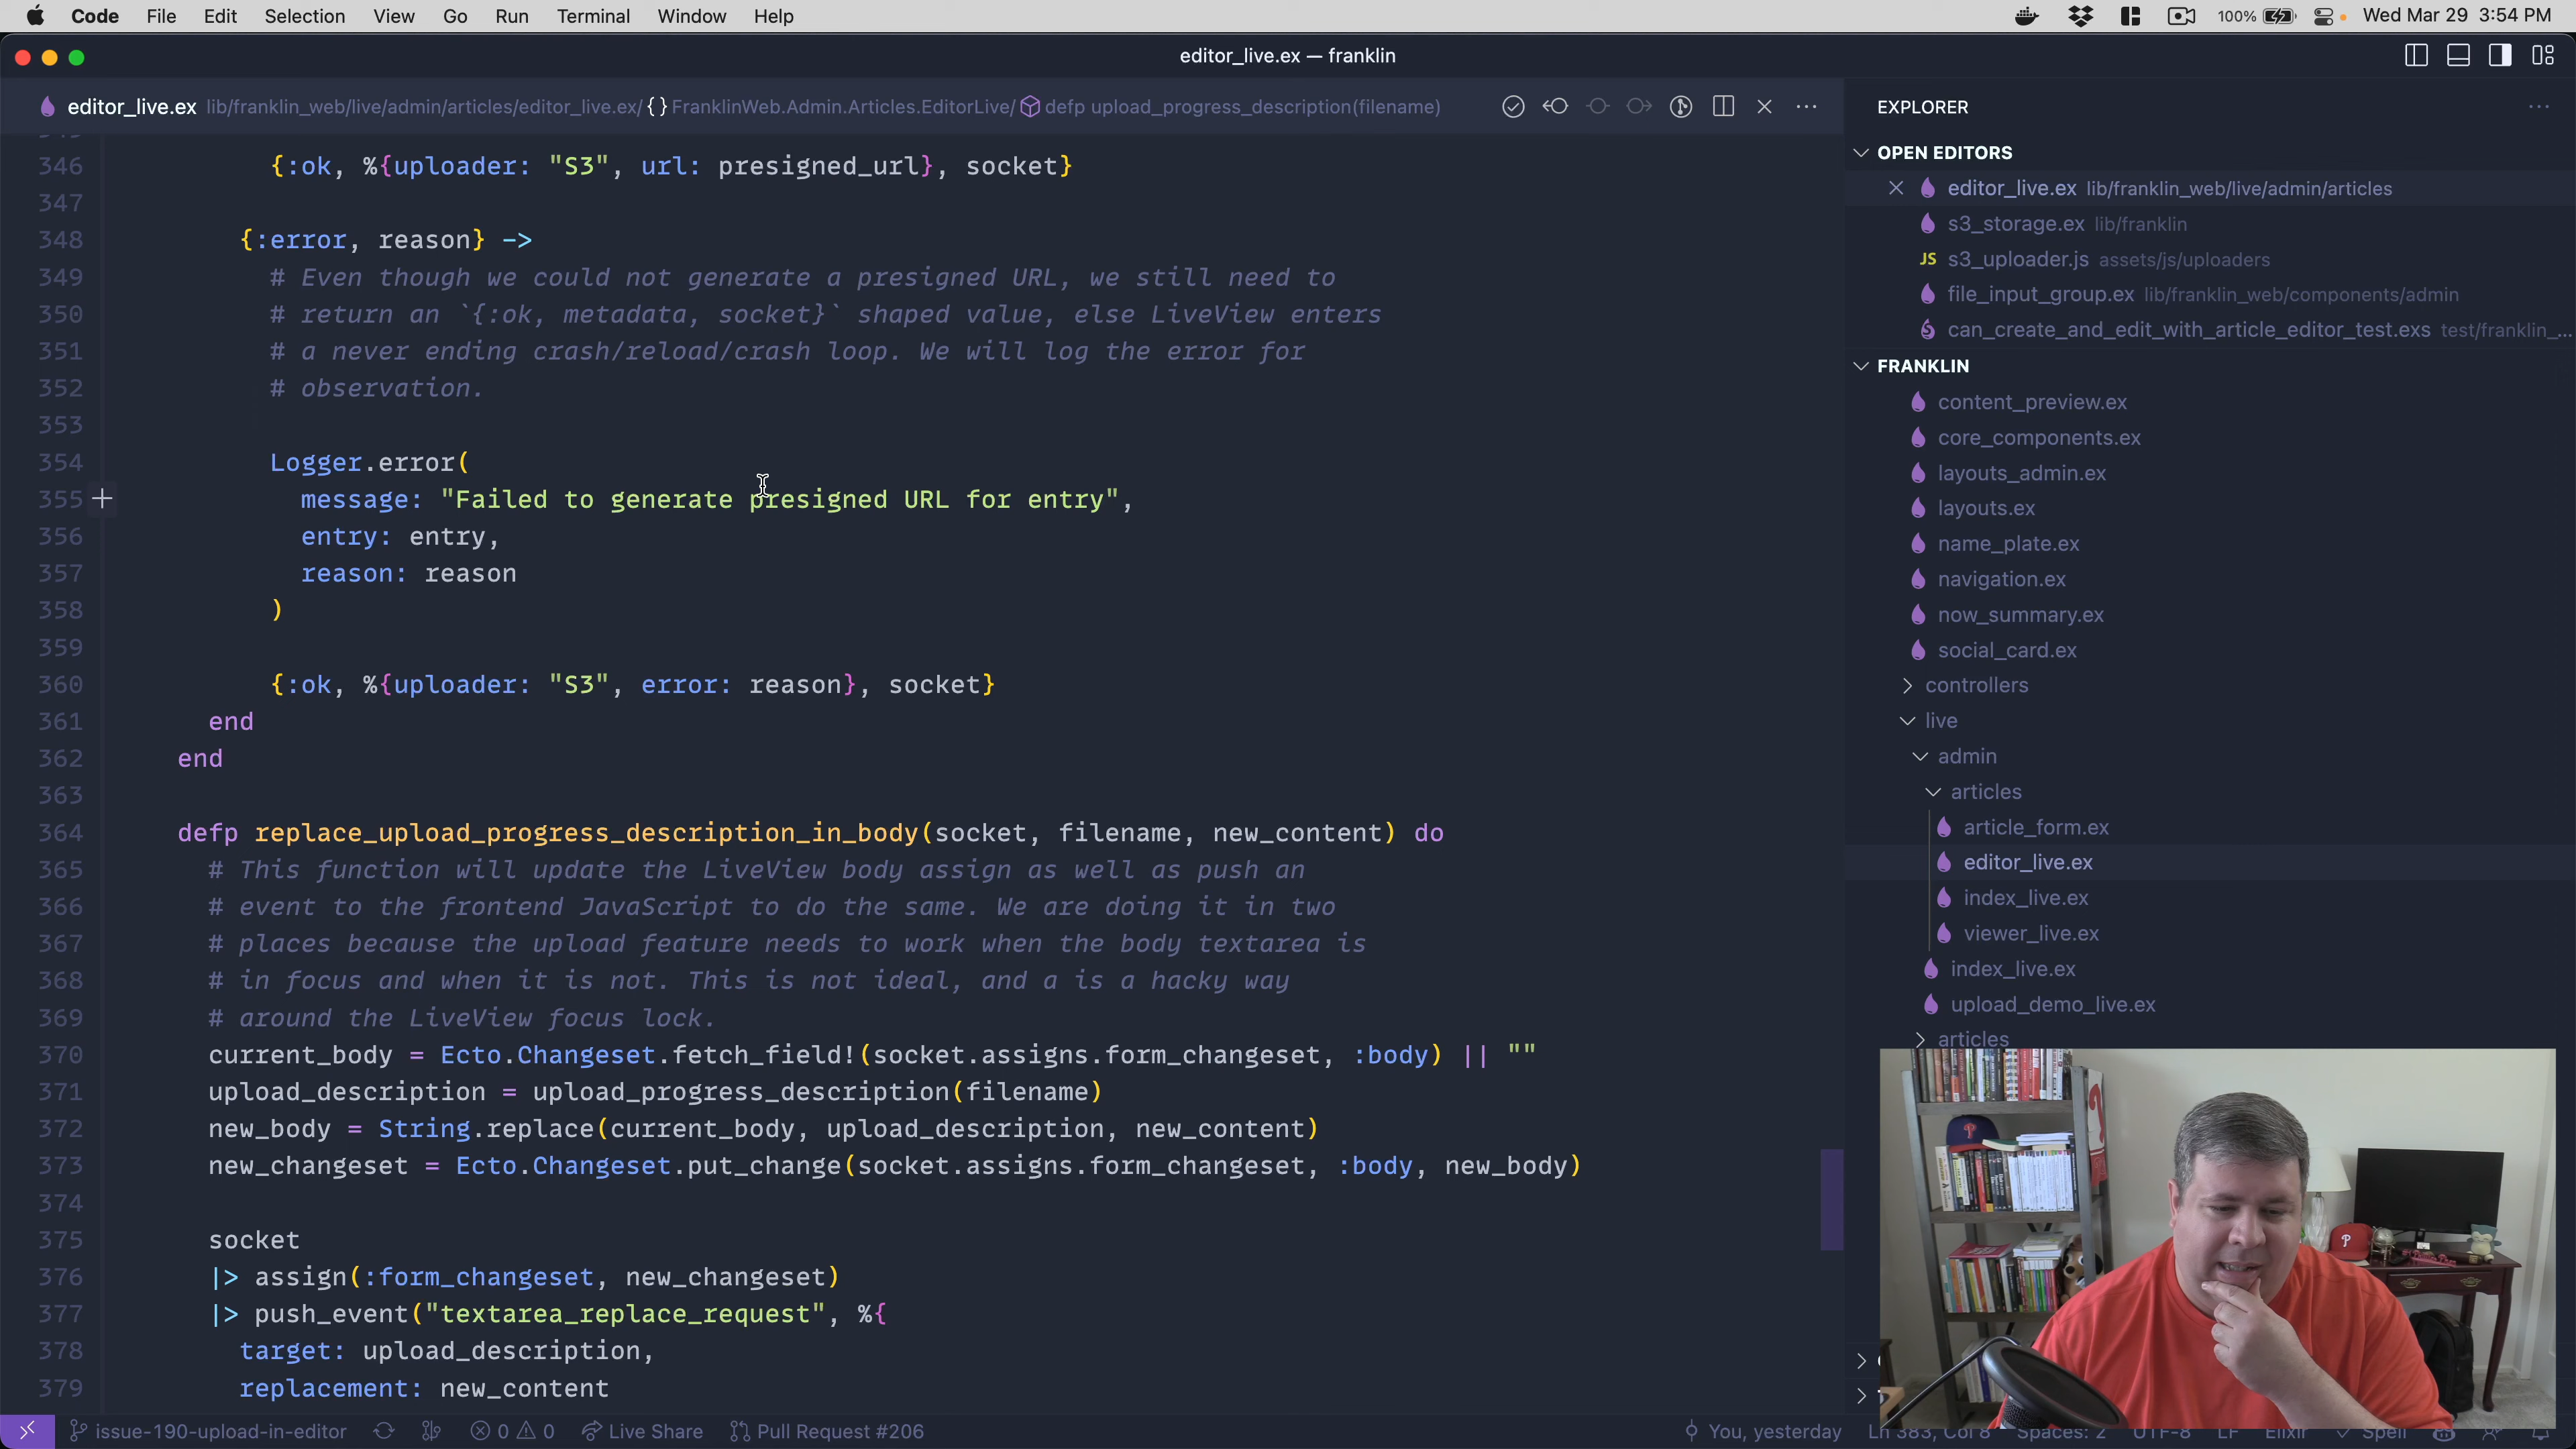 Code File Edit Selection View Go Run Terminal Window Help 100% Wed Mar 29 3:54 PM
editor_live.ex — franklin
editor_live.ex lib/franklin_web/live/admin/articles/editor_live.ex/ {} FranklinWeb.Admin.Articles.EditorLive/ defp upload_progress_description(filename)
346 {:ok, %{uploader: "S3", url: presigned_url}, socket}
347
348 {:error, reason} ->
349 # Even though we could not generate a presigned URL, we still need to
350 # return an `{:ok, metadata, socket}` shaped value, else LiveView enters
351 # a never ending crash/reload/crash loop. We will log the error for
352 # observation.
353
354 Logger.error(
355 message: "Failed to generate presigned URL for entry",
356 entry: entry,
357 reason: reason
358 )
359
360 {:ok, %{uploader: "S3", error: reason}, socket}
361 end
362 end
363
364 defp replace_upload_progress_description_in_body(socket, filename, new_content) do
365 # This function will update the LiveView body assign as well as push an
366 # event to the frontend JavaScript to do the same. We are doing it in two
367 # places because the upload feature needs to work when the body textarea is
368 # in focus and when it is not. This is not ideal, and a is a hacky way
369 # around the LiveView focus lock.
370 current_body = Ecto.Changeset.fetch_field!(socket.assigns.form_changeset, :body) || ""
371 upload_description = upload_progress_description(filename)
372 new_body = String.replace(current_body, upload_description, new_content)
373 new_changeset = Ecto.Changeset.put_change(socket.assigns.form_changeset, :body, new_body)
374
375 socket
376 |> assign(:form_changeset, new_changeset)
377 |> push_event("textarea_replace_request", %{
378 target: upload_description,
379 replacement: new_content
EXPLORER
OPEN EDITORS
editor_live.ex lib/franklin_web/live/admin/articles
s3_storage.ex lib/franklin
JS s3_uploader.js assets/js/uploaders
file_input_group.ex lib/franklin_web/components/admin
can_create_and_edit_with_article_editor_test.exs test/franklin_...
FRANKLIN
content_preview.ex
core_components.ex
layouts_admin.ex
layouts.ex
name_plate.ex
navigation.ex
now_summary.ex
social_card.ex
controllers
live
admin
articles
article_form.ex
editor_live.ex
index_live.ex
viewer_live.ex
index_live.ex
upload_demo_live.ex
articles
issue-190-upload-in-editor 0 0 Live Share Pull Request #206 You, yesterday Ln 383, Col 8 Spaces: 2 UTF-8 LF Elixir Spell